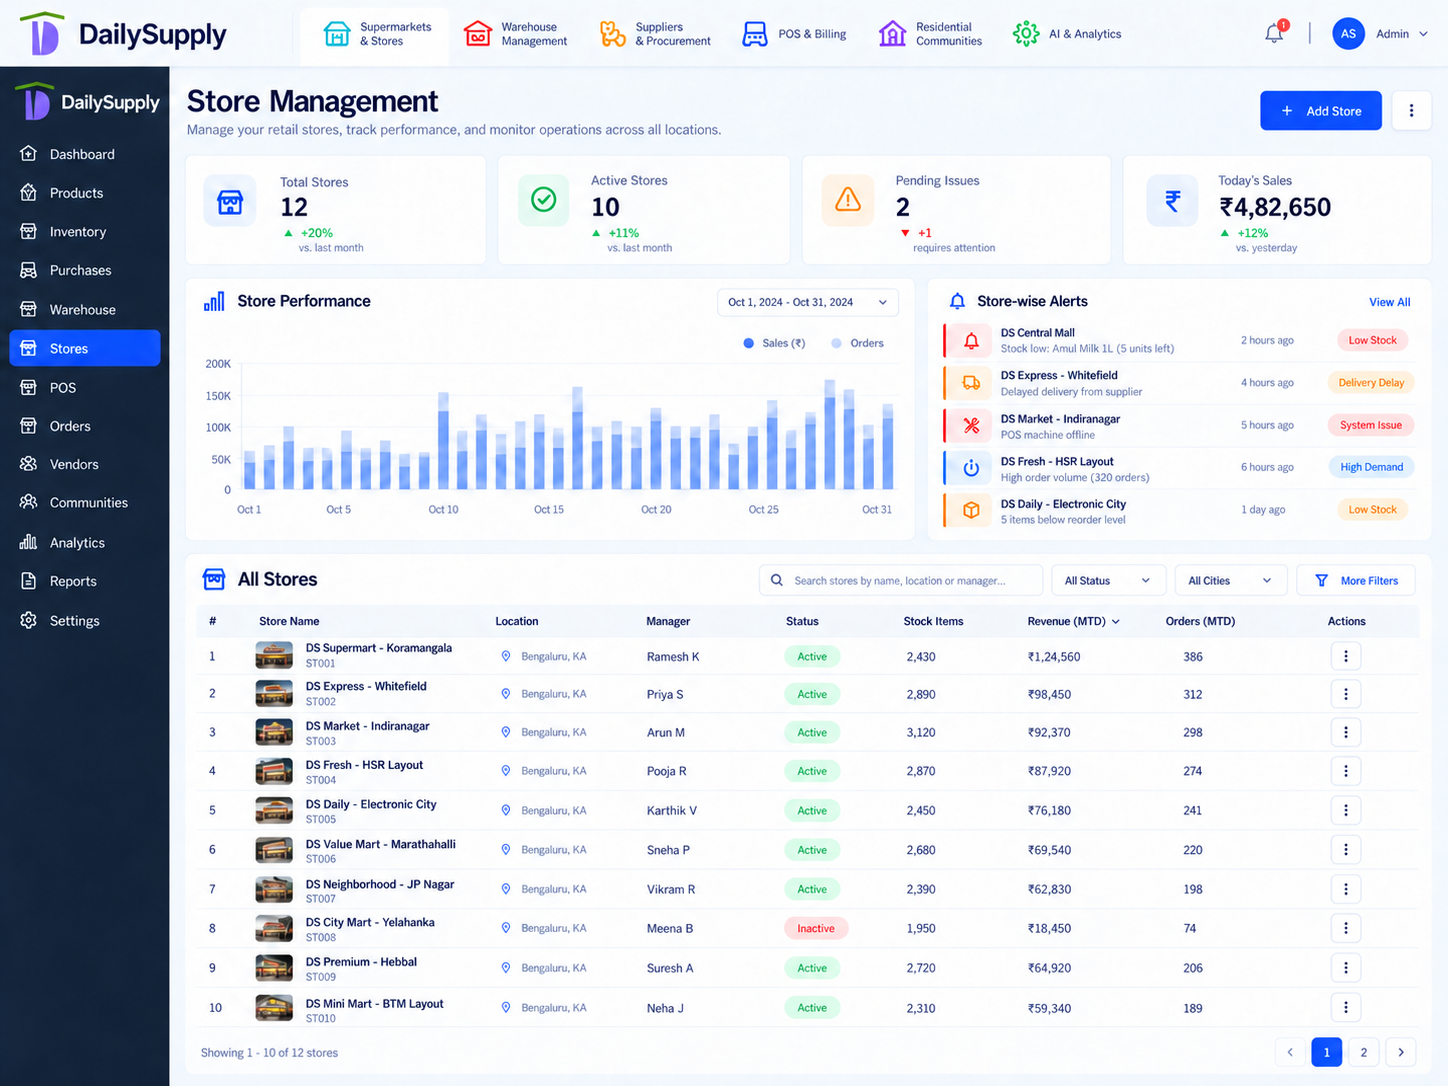 DailySupply
Supermarkets
& Stores
Warehouse
Management
Suppliers
& Procurement
POS & Billing
Residential
Communities
AI & Analytics
1
AS
Admin
DailySupply
Dashboard
Products
Inventory
Purchases
Warehouse
Stores
POS
Orders
Vendors
Communities
Analytics
Reports
Settings
Store Management
Manage your retail stores, track performance, and monitor operations across all locations.
+ Add Store
Total Stores
12
▲ +20%
vs. last month
Active Stores
10
▲ +11%
vs. last month
Pending Issues
2
▼ +1
requires attention
₹
Today's Sales
₹4,82,650
▲ +12%
vs. yesterday
Store Performance
Oct 1, 2024 - Oct 31, 2024
Sales (₹) Orders
200K
150K
100K
50K
0
Oct 1 Oct 5 Oct 10 Oct 15 Oct 20 Oct 25 Oct 31
Store-wise Alerts
View All
DS Central Mall
Stock low: Amul Milk 1L (5 units left)
2 hours ago
Low Stock
DS Express - Whitefield
Delayed delivery from supplier
4 hours ago
Delivery Delay
DS Market - Indiranagar
POS machine offline
5 hours ago
System Issue
DS Fresh - HSR Layout
High order volume (320 orders)
6 hours ago
High Demand
DS Daily - Electronic City
5 items below reorder level
1 day ago
Low Stock
All Stores
Search stores by name, location or manager...
All Status
All Cities
More Filters
# Store Name Location Manager Status Stock Items Revenue (MTD) Orders (MTD) Actions
1 DS Supermart - Koramangala Bengaluru, KA Ramesh K Active 2,430 ₹1,24,560 386
ST001
2 DS Express - Whitefield Bengaluru, KA Priya S Active 2,890 ₹98,450 312
ST002
3 DS Market - Indiranagar Bengaluru, KA Arun M Active 3,120 ₹92,370 298
ST003
4 DS Fresh - HSR Layout Bengaluru, KA Pooja R Active 2,870 ₹87,920 274
ST004
5 DS Daily - Electronic City Bengaluru, KA Karthik V Active 2,450 ₹76,180 241
ST005
6 DS Value Mart - Marathahalli Bengaluru, KA Sneha P Active 2,680 ₹69,540 220
ST006
7 DS Neighborhood - JP Nagar Bengaluru, KA Vikram R Active 2,390 ₹62,830 198
ST007
8 DS City Mart - Yelahanka Bengaluru, KA Meena B Inactive 1,950 ₹18,450 74
ST008
9 DS Premium - Hebbal Bengaluru, KA Suresh A Active 2,720 ₹64,920 206
ST009
10 DS Mini Mart - BTM Layout Bengaluru, KA Neha J Active 2,310 ₹59,340 189
ST010
Showing 1 - 10 of 12 stores
1 2